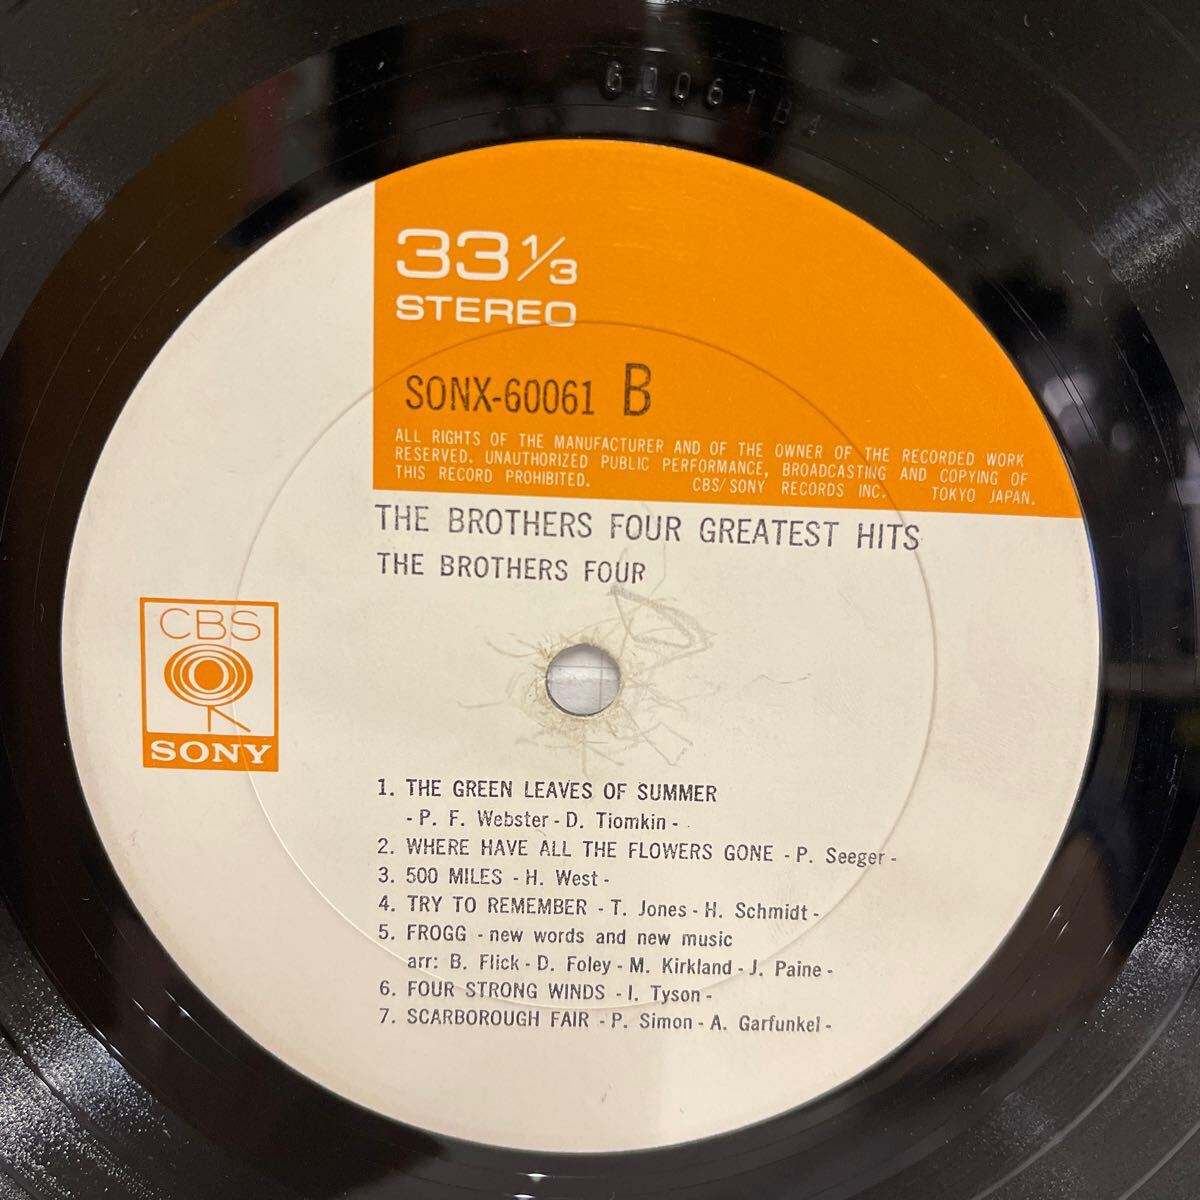 60061B
33 1/3
STEREO
SONX-60061 B
ALL RIGHTS OF THE MANUFACTURER AND OF THE OWNER OF THE RECORDED WORK
RESERVED. UNAUTHORIZED PUBLIC PERFORMANCE, BROADCASTING AND COPYING OF
THIS RECORD PROHIBITED. CBS/SONY RECORDS INC. TOKYO JAPAN.
THE BROTHERS FOUR GREATEST HITS
THE BROTHERS FOUR
CBS
SONY
1. THE GREEN LEAVES OF SUMMER
- P. F. Webster - D. Tiomkin -
2. WHERE HAVE ALL THE FLOWERS GONE - P. Seeger -
3. 500 MILES - H. West -
4. TRY TO REMEMBER - T. Jones - H. Schmidt -
5. FROGG - new words and new music
arr: B. Flick - D. Foley - M. Kirkland - J. Paine -
6. FOUR STRONG WINDS - I. Tyson -
7. SCARBOROUGH FAIR - P. Simon - A. Garfunkel -